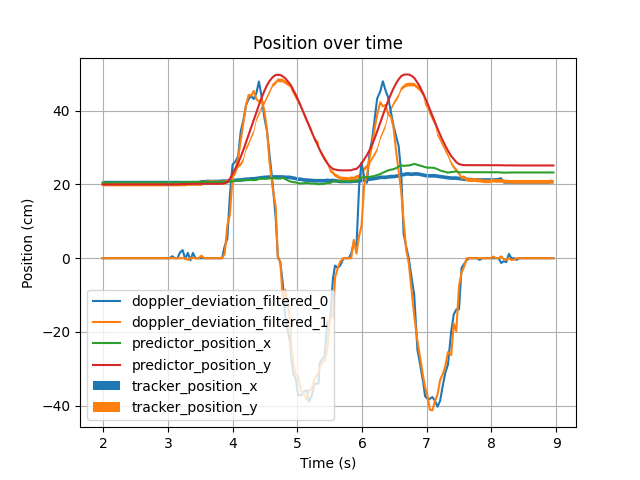 Position over time
Position (cm)
40
20
0
−20
−40
doppler_deviation_filtered_0
doppler_deviation_filtered_1
predictor_position_x
predictor_position_y
tracker_position_x
tracker_position_y
2 3 4 5 6 7 8 9
Time (s)